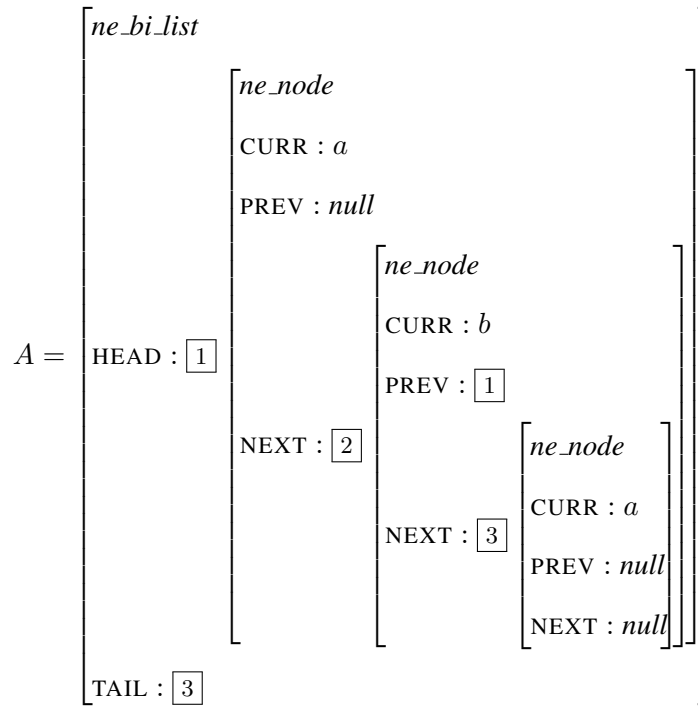 ne_bi_list
ne_node
CURR : a
PREV : null
ne_node
CURR : b
A = HEAD : 1
PREV : 1
NEXT : 2
ne_node
CURR : a
NEXT : 3
PREV : null
NEXT : null
TAIL : 3